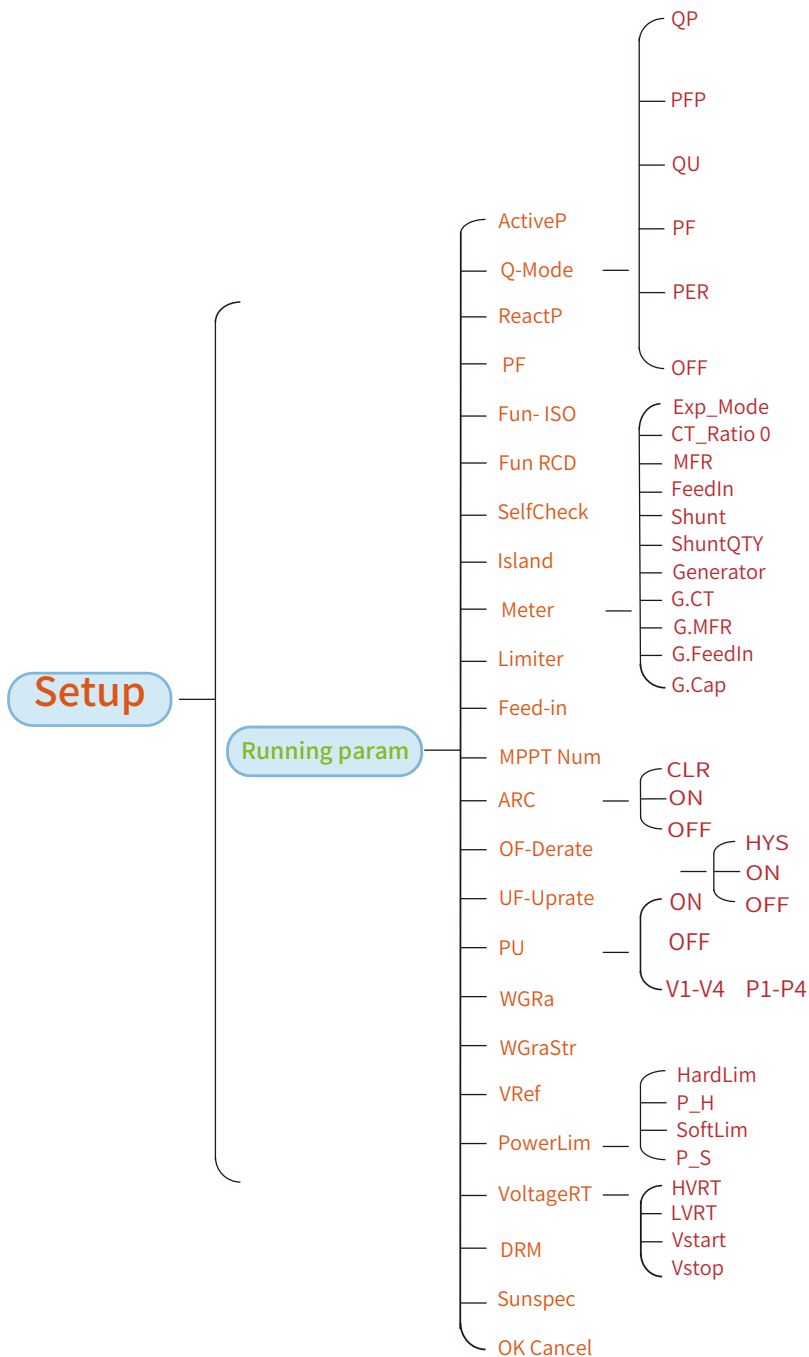 Setup
Running param
ActiveP
Q-Mode
QP
PFP
QU
PF
PER
OFF
ReactP
PF
Fun- ISO
Fun RCD
SelfCheck
Island
Meter
Exp_Mode
CT_Ratio 0
MFR
FeedIn
Shunt
ShuntQTY
Generator
G.CT
G.MFR
G.FeedIn
G.Cap
Limiter
Feed-in
MPPT Num
ARC
CLR
ON
OFF
OF-Derate
HYS
ON
OFF
UF-Uprate
PU
ON
OFF
V1-V4 P1-P4
WGRa
WGraStr
VRef
PowerLim
HardLim
P_H
SoftLim
P_S
VoltageRT
HVRT
LVRT
Vstart
Vstop
DRM
Sunspec
OK Cancel